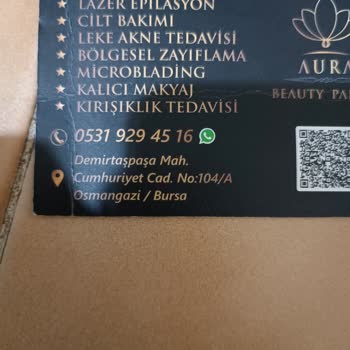 LAZER EPİLASYON
CİLT BAKIMI
LEKE AKNE TEDAVİSİ
BÖLGESEL ZAYIFLAMA
MİCROBLADİNG
KALICI MAKYAJ
KIRIŞIKLIK TEDAVİSİ
AURA
BEAUTY
0531 929 45 16
Demirtaşpaşa Mah.
Cumhuriyet Cad. No:104/A
Osmangazi / Bursa